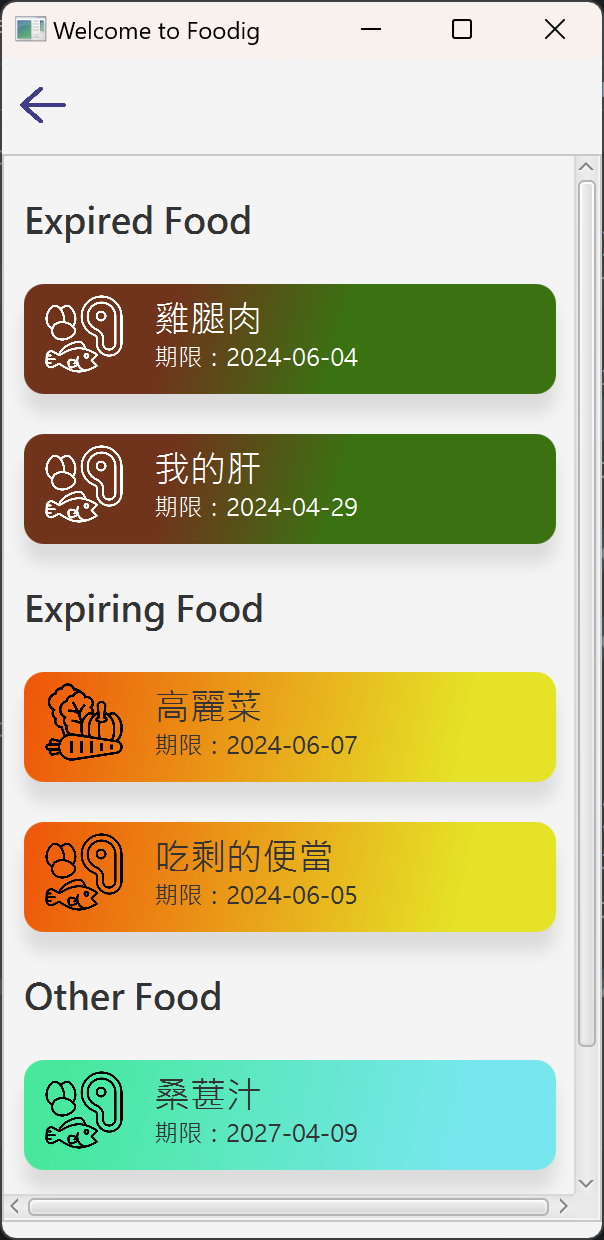 Welcome to Foodig
Expired Food
雞腿肉
期限：2024-06-04
我的肝
期限：2024-04-29
Expiring Food
高麗菜
期限：2024-06-07
吃剩的便當
期限：2024-06-05
Other Food
桑葚汁
期限：2027-04-09